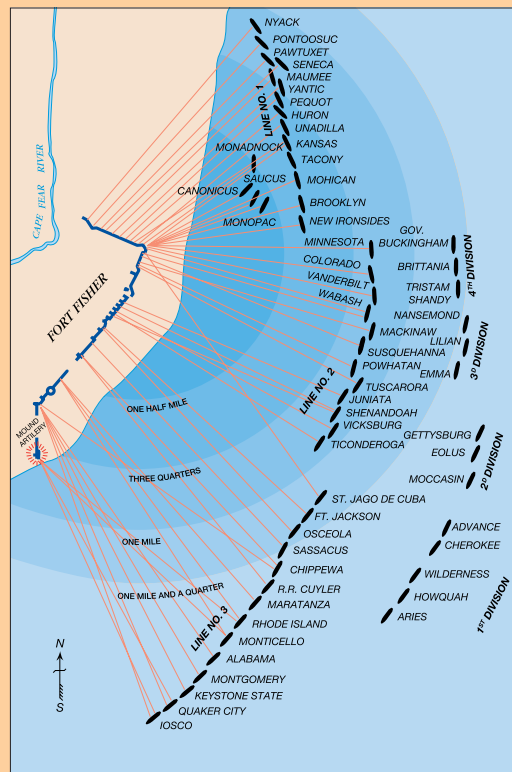 NYACK
PONTOOSUC
PAWTUXET
SENECA
MAUMEE
YANTIC
PEQUOT
HURON
UNADILLA
KANSAS
TACONY
MOHICAN
BROOKLYN
NEW IRONSIDES
LINE NO. 1
MONADNOCK
SAUCUS
CANONICUS
MONOPAC
MINNESOTA
COLORADO
VANDERBILT
WABASH
MACKINAW
SUSQUEHANNA
POWHATAN
TUSCARORA
JUNIATA
SHENANDOAH
VICKSBURG
TICONDEROGA
LINE NO. 2
GOV.
BUCKINGHAM
BRITTANIA
TRISTAM
SHANDY
4TH DIVISION
NANSEMOND
LILIAN
EMMA
3D DIVISION
GETTYSBURG
EOLUS
MOCCASIN
2D DIVISION
ADVANCE
CHEROKEE
WILDERNESS
HOWQUAH
ARIES
1ST DIVISION
ST. JAGO DE CUBA
FT. JACKSON
OSCEOLA
SASSACUS
CHIPPEWA
R.R. CUYLER
MARATANZA
RHODE ISLAND
MONTICELLO
ALABAMA
MONTGOMERY
KEYSTONE STATE
QUAKER CITY
IOSCO
LINE NO. 3
CAPE FEAR RIVER
FORT FISHER
MOUND
ARTILERY
ONE HALF MILE
THREE QUARTERS
ONE MILE
ONE MILE AND A QUARTER
N
S